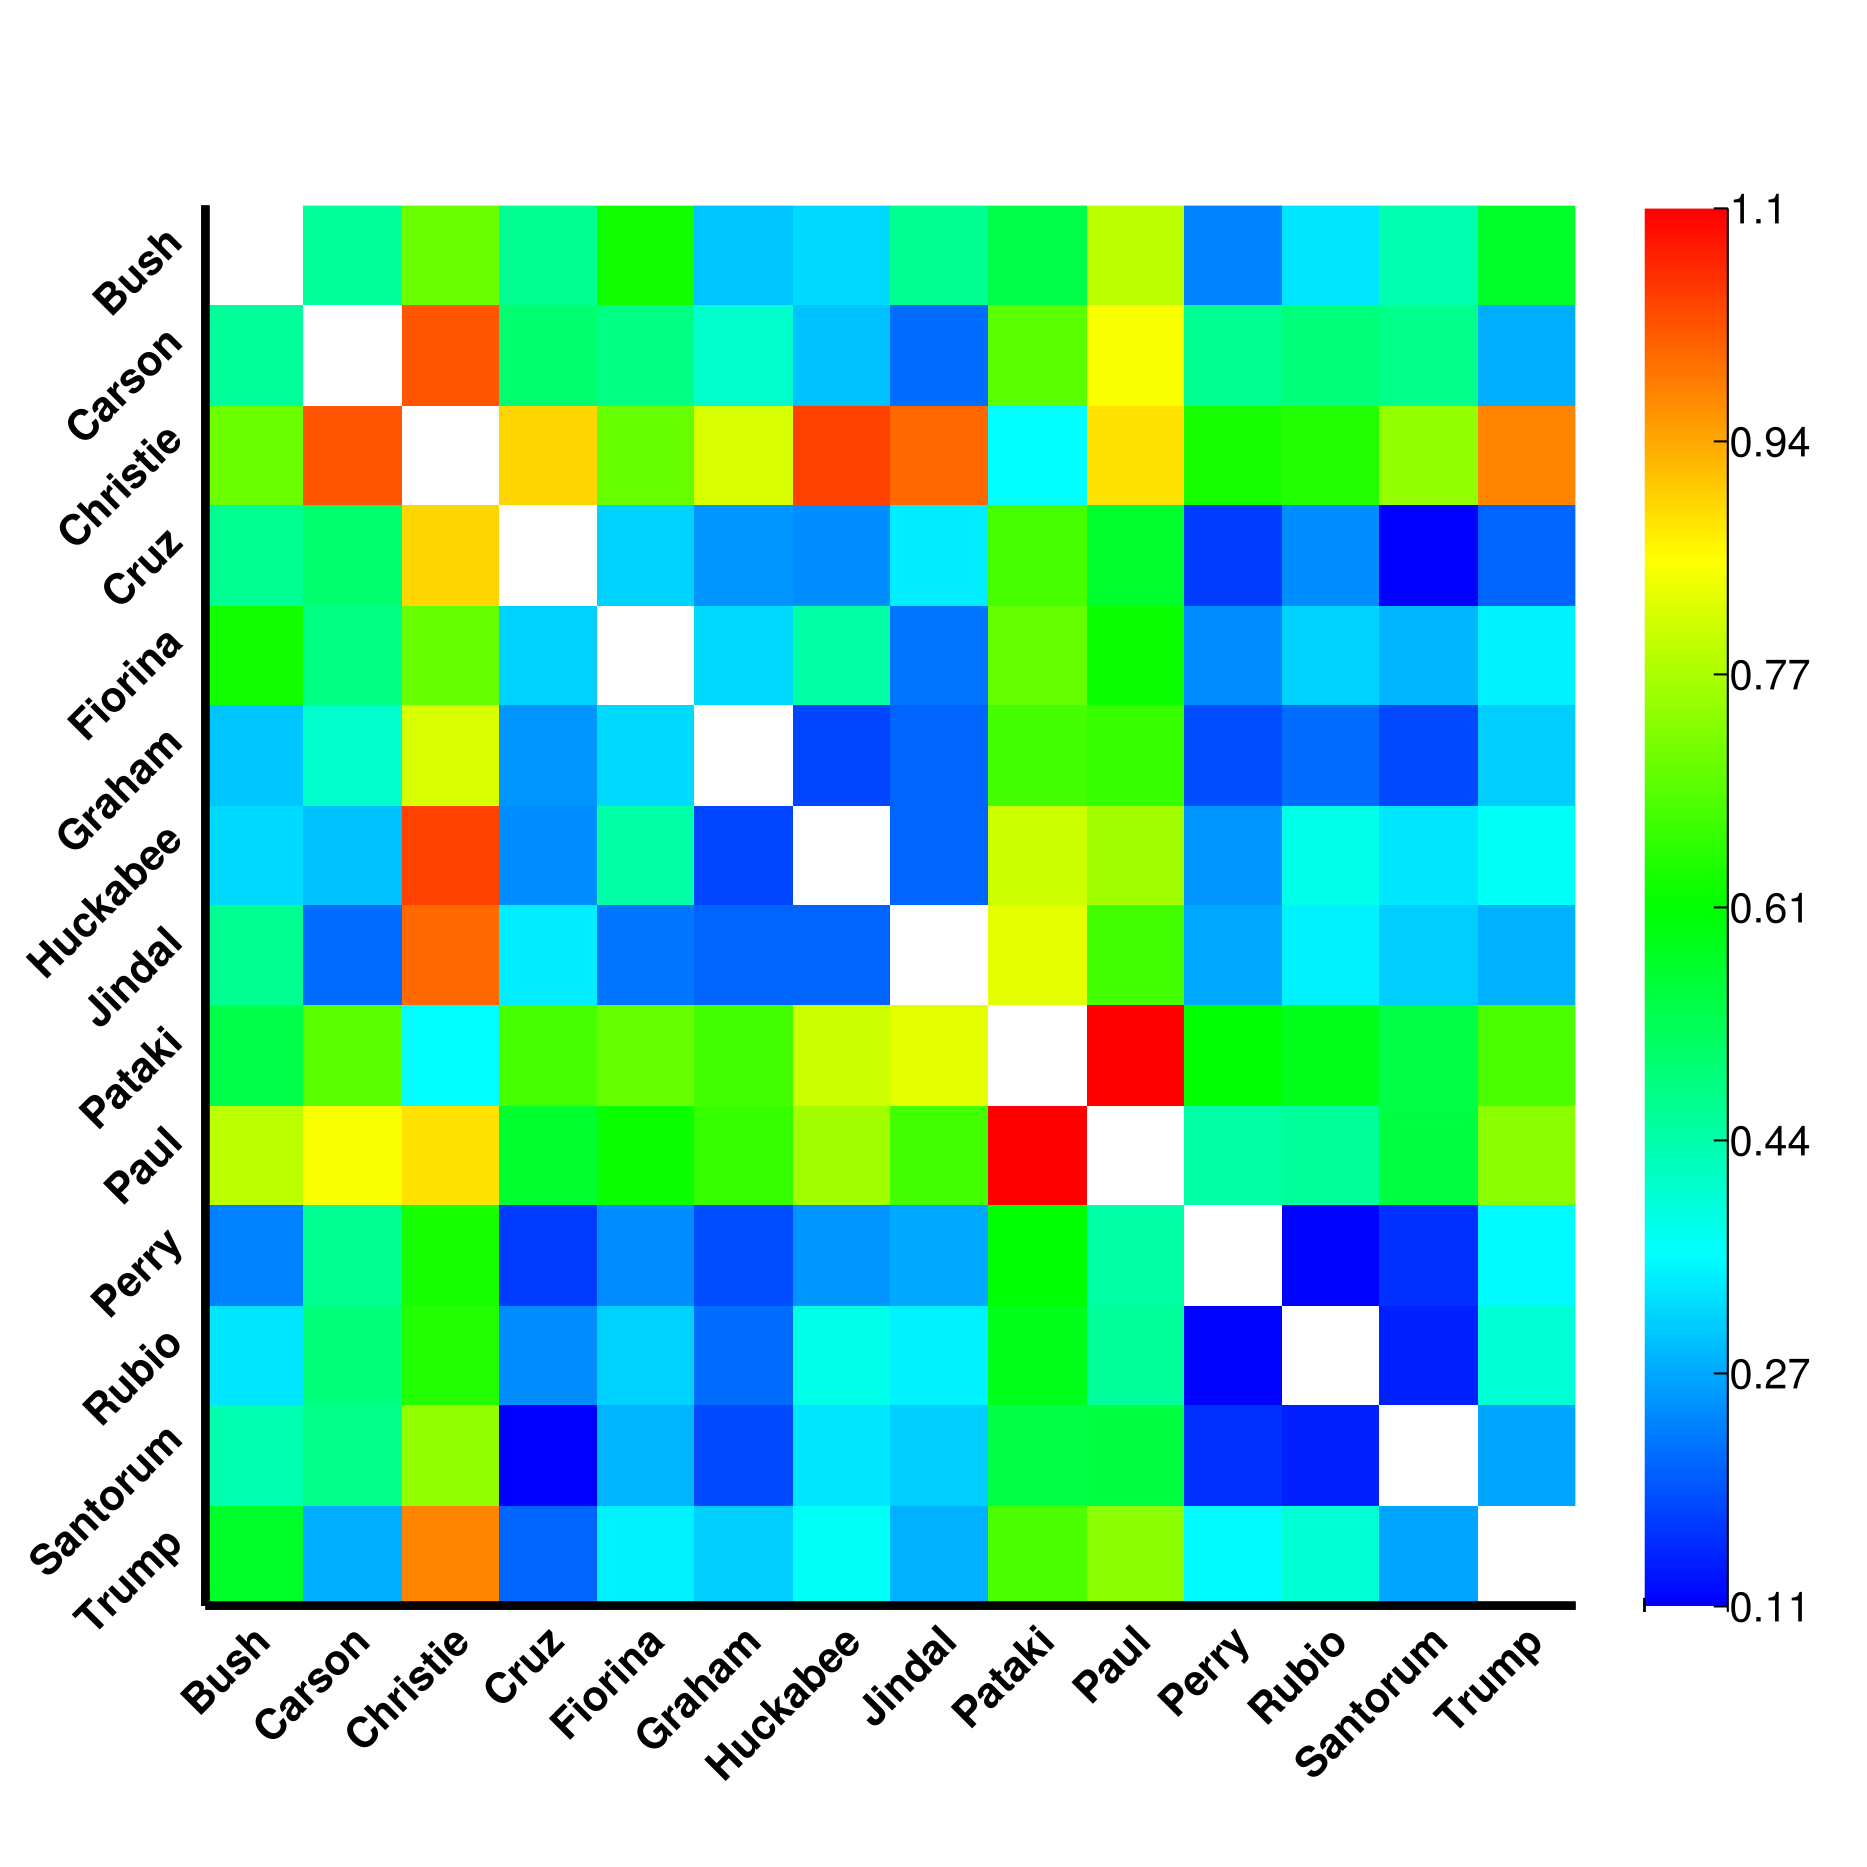 Bush
Carson
Christie
Cruz
Fiorina
Graham
Huckabee
Jindal
Pataki
Paul
Perry
Rubio
Santorum
Trump
Bush
Carson
Christie
Cruz
Fiorina
Graham
Huckabee
Jindal
Pataki
Paul
Perry
Rubio
Santorum
Trump
1.1
0.94
0.77
0.61
0.44
0.27
0.11